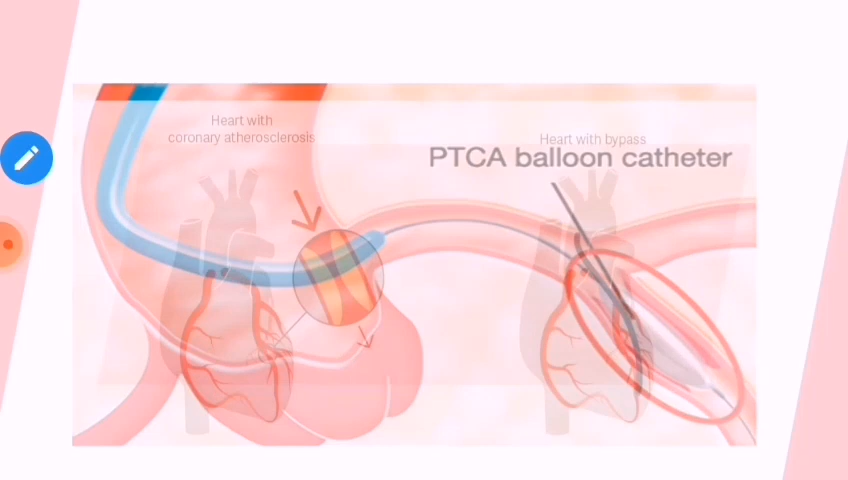 Heart with
coronary atherosclerosis
Heart with bypass
PTCA balloon catheter